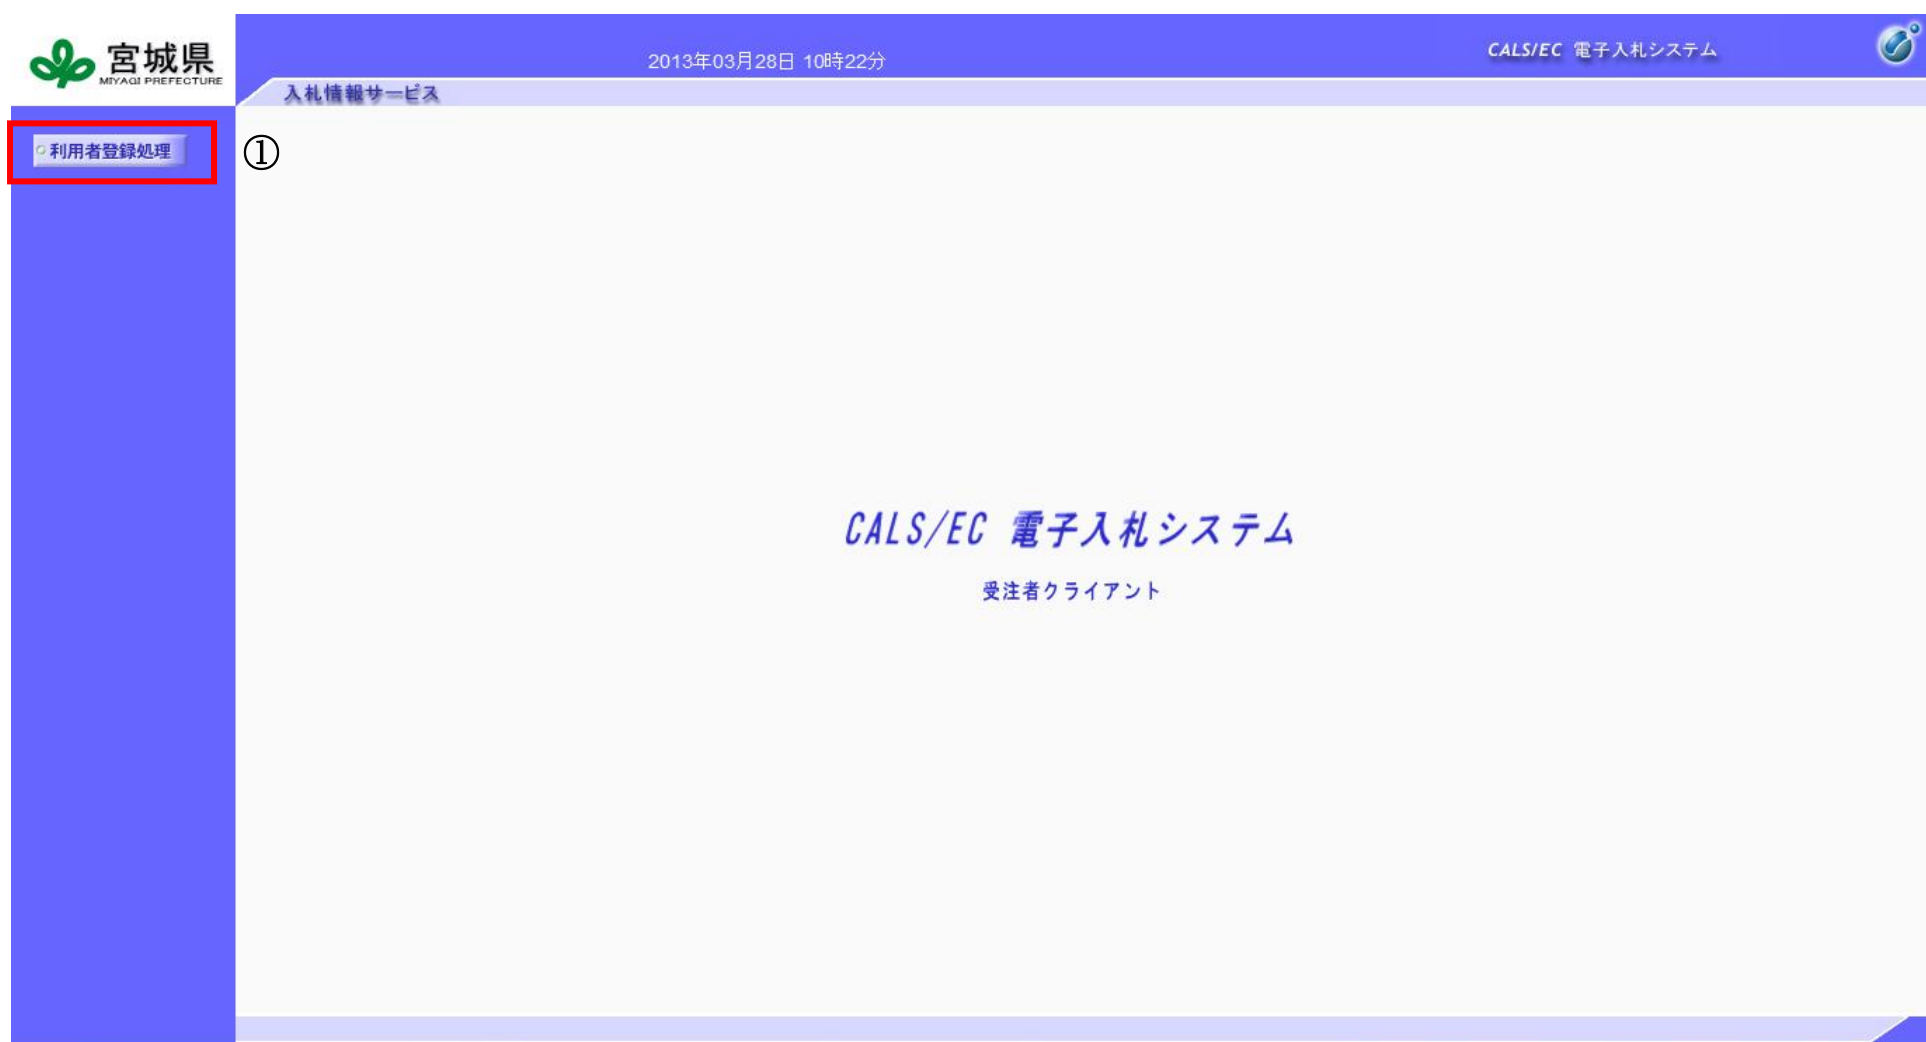 宮城県
MIYAGI PREFECTURE
2013年03月28日 10時22分
CALS/EC 電子入札システム
入札情報サービス
利用者登録処理
①
CALS/EC 電子入札システム
受注者クライアント